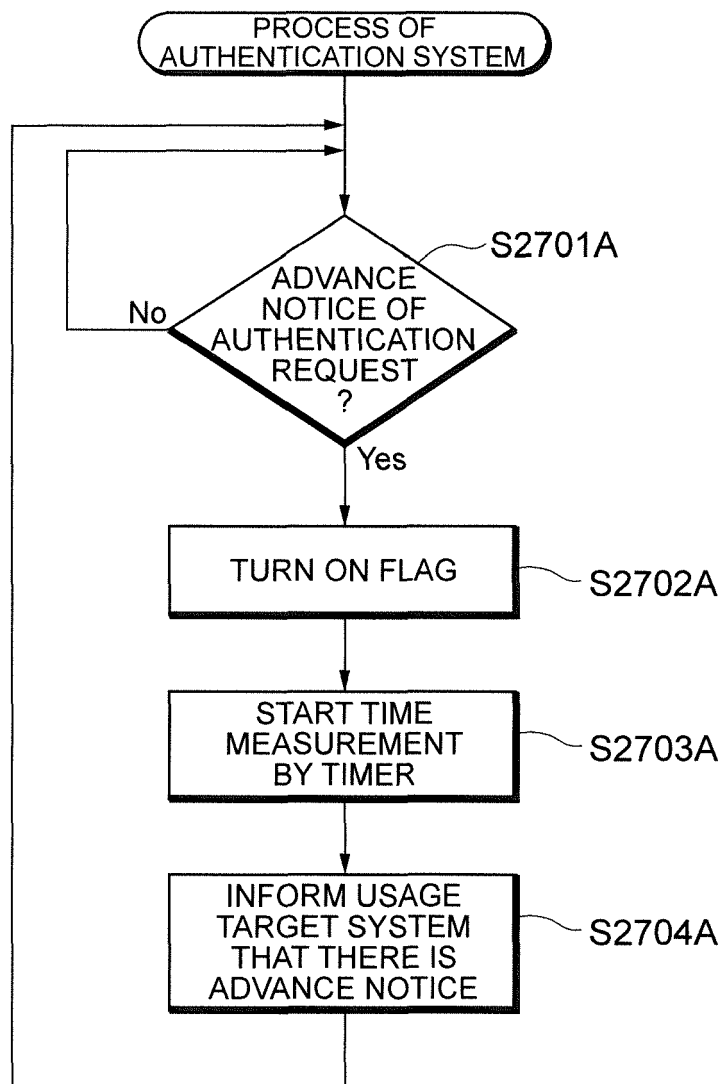 PROCESS OF
AUTHENTICATION SYSTEM
S2701A
ADVANCE
NOTICE OF
AUTHENTICATION
REQUEST
?
No
Yes
TURN ON FLAG
S2702A
START TIME
MEASUREMENT
BY TIMER
S2703A
INFORM USAGE
TARGET SYSTEM
THAT THERE IS
ADVANCE NOTICE
S2704A